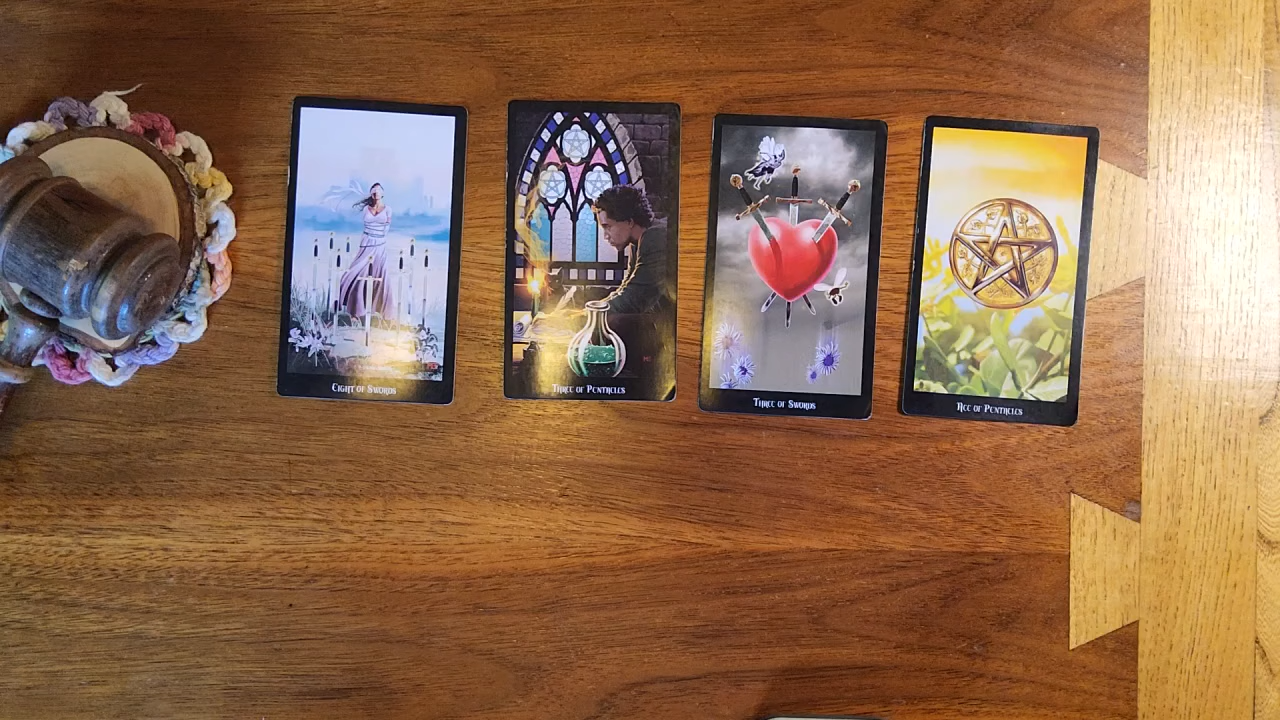 Eight of Swords
Three of Pentacles
Three of Swords
Ace of Pentacles